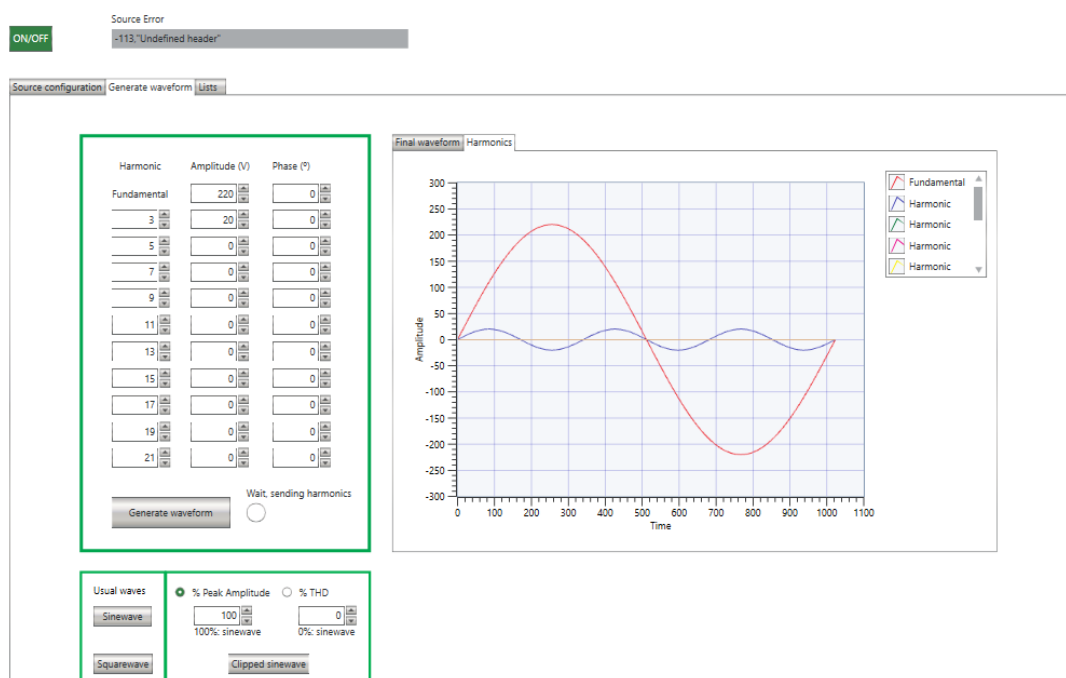 Source Error
ON/OFF
-113,"Undefined header"
Source configuration Generate waveform Lists
Harmonic Amplitude (V) Phase (º)
Fundamental 220 0
3 20 0
5 0 0
7 0 0
9 0 0
11 0 0
13 0 0
15 0 0
17 0 0
19 0 0
21 0 0
Wait, sending harmonics
Generate waveform
Final waveform Harmonics
300
250
200
150
100
50
0
-50
-100
-150
-200
-250
-300
Amplitude
0 100 200 300 400 500 600 700 800 900 1000 1100
Time
Fundamental
Harmonic
Harmonic
Harmonic
Harmonic
Usual waves
Sinewave
Squarewave
% Peak Amplitude % THD
100 0
100%: sinewave 0%: sinewave
Clipped sinewave